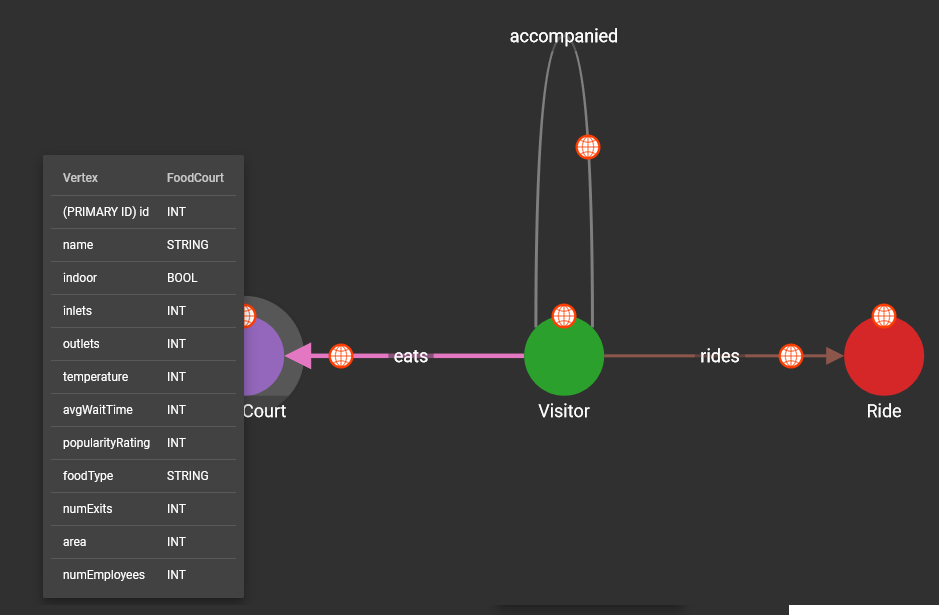 accompanied
Vertex FoodCourt
(PRIMARY ID) id INT
name STRING
indoor BOOL
inlets INT
outlets INT
temperature INT
avgWaitTime INT
popularityRating INT
foodType STRING
numExits INT
area INT
numEmployees INT
eats
rides
Court
Visitor
Ride